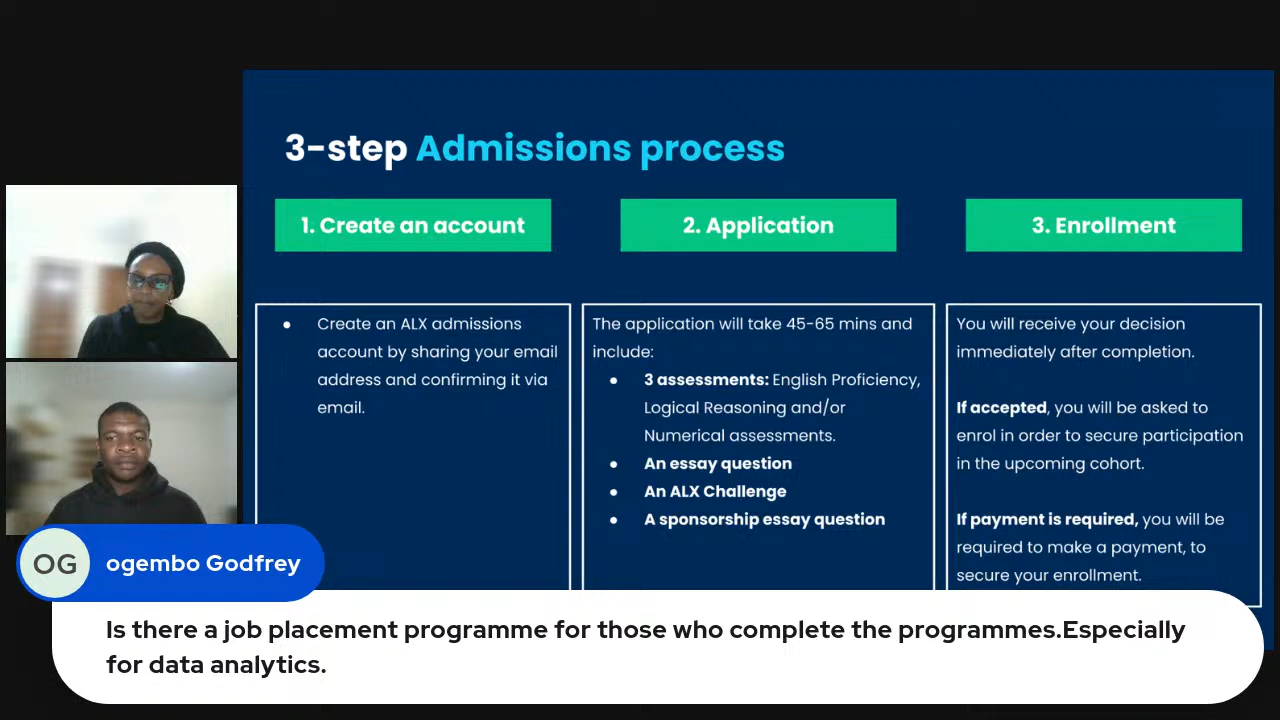 3-step Admissions process
1. Create an account
2. Application
3. Enrollment
● Create an ALX admissions
account by sharing your email
address and confirming it via
email.
The application will take 45-65 mins and
include:
● 3 assessments: English Proficiency,
Logical Reasoning and/or
Numerical assessments.
● An essay question
● An ALX Challenge
● A sponsorship essay question
You will receive your decision
immediately after completion.
If accepted, you will be asked to
enrol in order to secure participation
in the upcoming cohort.
If payment is required, you will be
required to make a payment, to
secure your enrollment.
OG
ogembo Godfrey
Is there a job placement programme for those who complete the programmes.Especially
for data analytics.